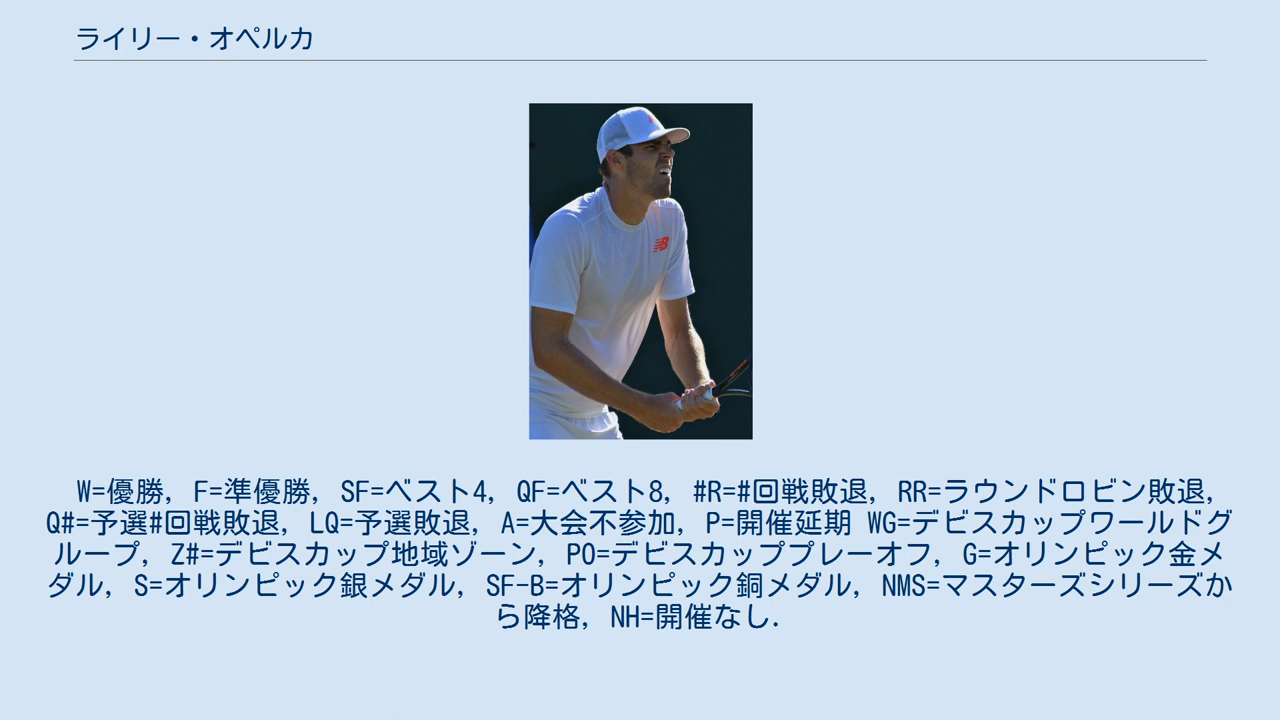 ライリー・オペルカ
NB
W=優勝, F=準優勝, SF=ベスト4, QF=ベスト8, #R=#回戦敗退, RR=ラウンドロビン敗退,
Q#=予選#回戦敗退, LQ=予選敗退, A=大会不参加, P=開催延期 WG=デビスカップワールドグ
ループ, Z#=デビスカップ地域ゾーン, PO=デビスカッププレーオフ, G=オリンピック金メ
ダル, S=オリンピック銀メダル, SF-B=オリンピック銅メダル, NMS=マスターズシリーズか
ら降格, NH=開催なし.